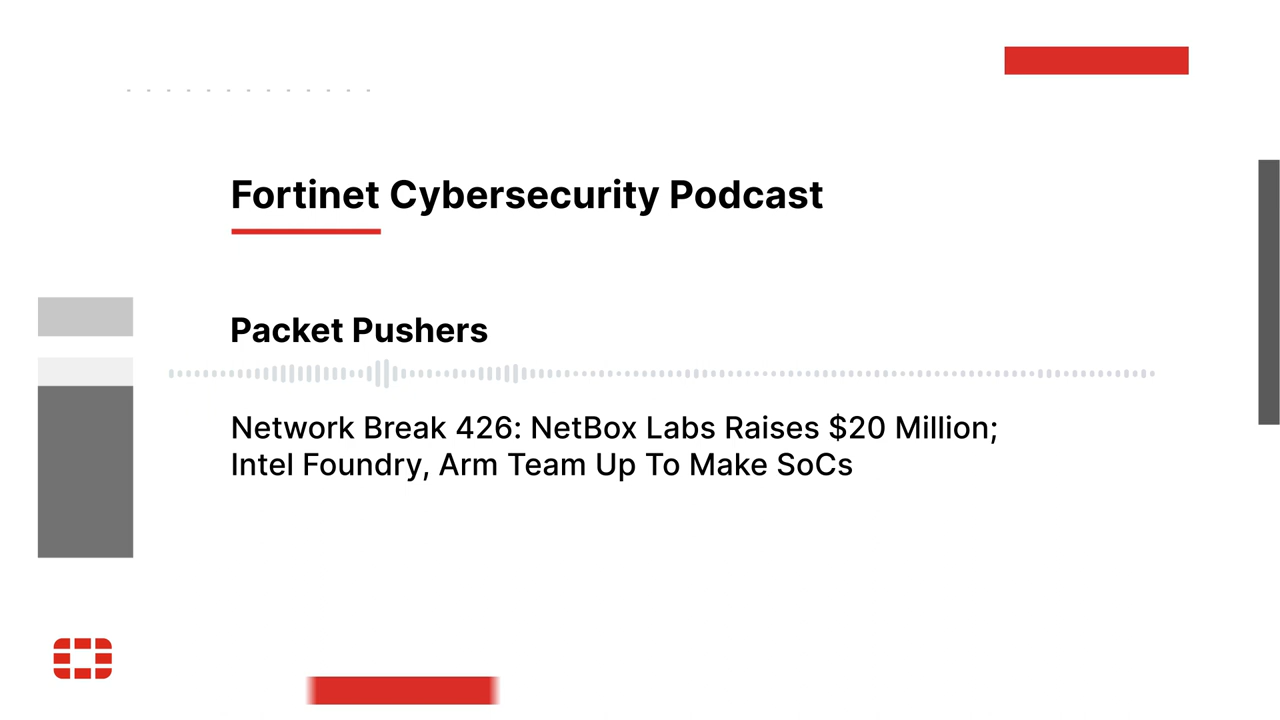 Fortinet Cybersecurity Podcast
Packet Pushers
Network Break 426: NetBox Labs Raises $20 Million;
Intel Foundry, Arm Team Up To Make SoCs